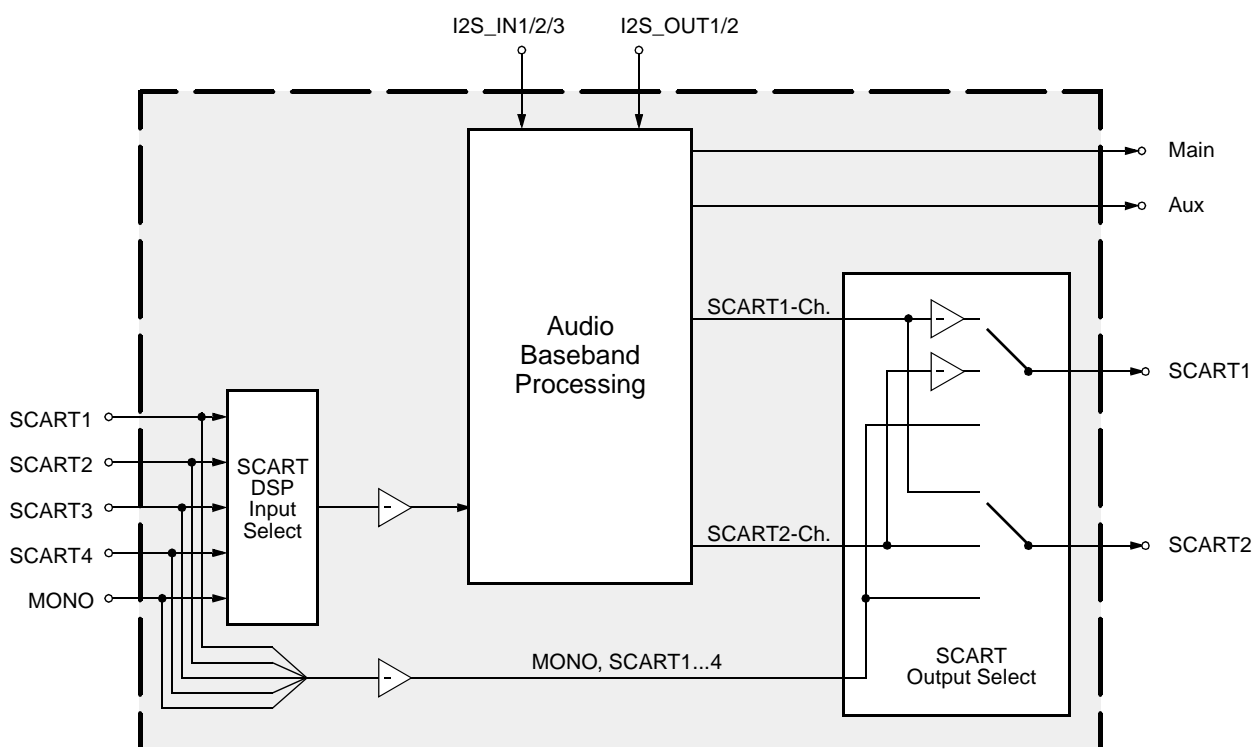 I2S_IN1/2/3
I2S_OUT1/2
Main
Aux
SCART1-Ch.
Audio
Baseband
Processing
SCART1
SCART1
SCART2
SCART3
SCART4
MONO
SCART
DSP
Input
Select
-
-
-
-
SCART2-Ch.
SCART2
MONO, SCART1...4
SCART
Output Select